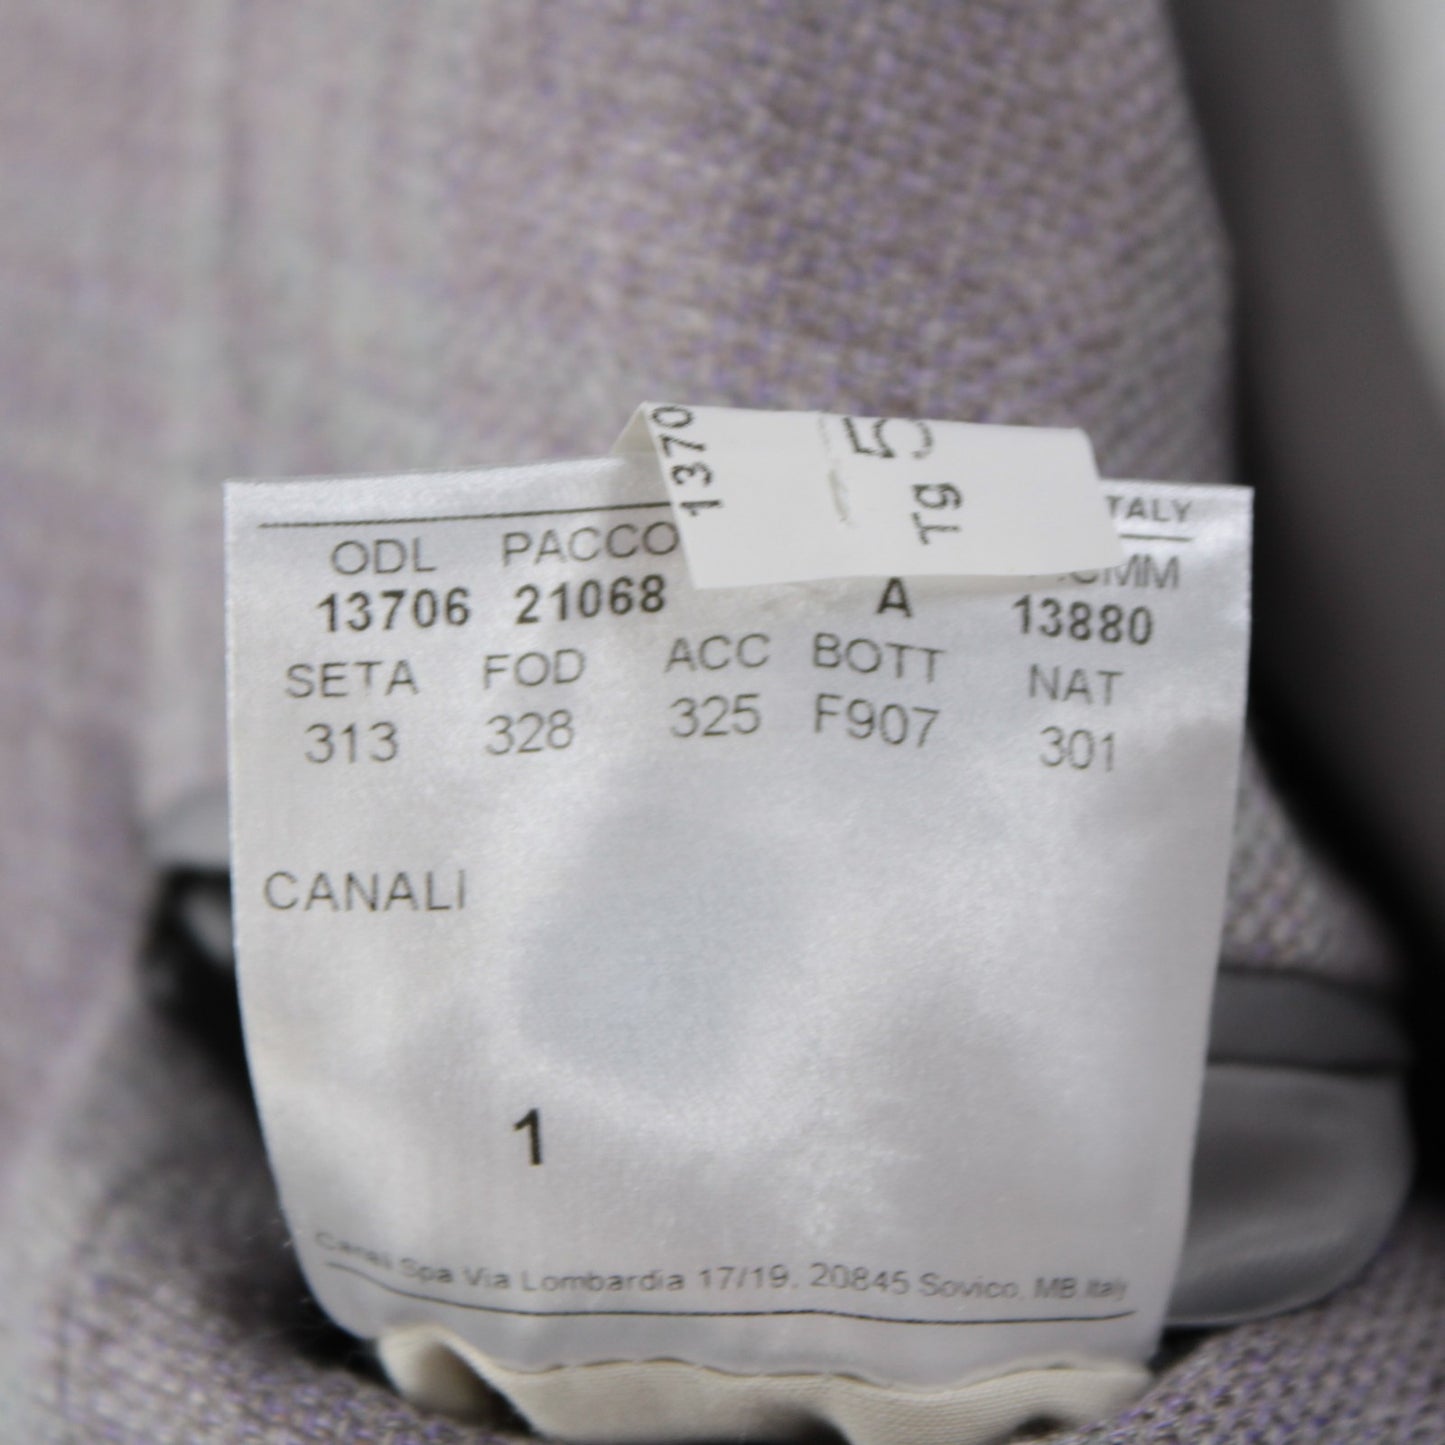 1370
5
Tg
ITALY
ODL PACCO
13706 21068 A 13880
SETA FOD ACC BOTT NAT
313 328 325 F907 301
CANALI
1
Canali Spa Via Lombardia 17/19. 20845 Sovico, MB Italy